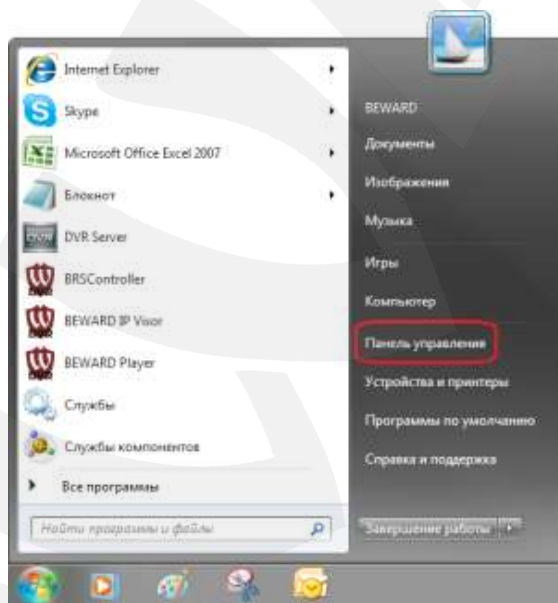 Internet Explorer
Skype
Microsoft Office Excel 2007
Блокнот
DVR Server
BRSController
BEWARD IP Visor
BEWARD Player
Службы
Службы компонентов
Все программы
Найти программы и файлы
BEWARD
Документы
Изображения
Музыка
Игры
Компьютер
Панель управления
Устройства и принтеры
Программы по умолчанию
Справка и поддержка
Завершение работы